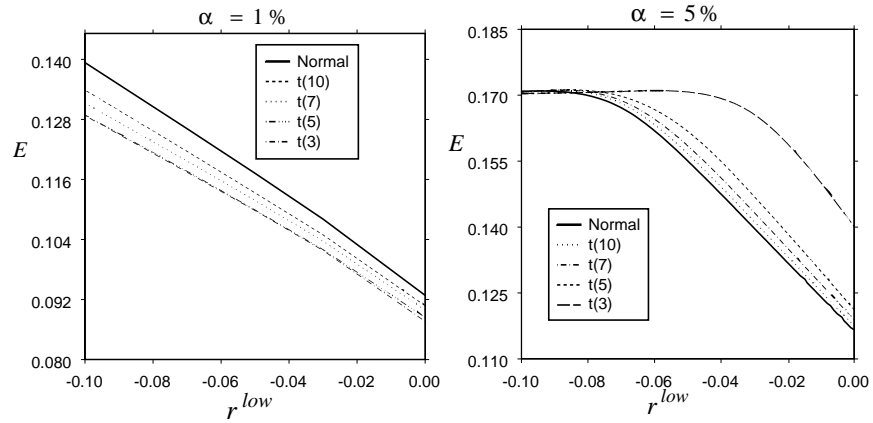 α = 1 %
0.140
0.128
0.116
0.104
0.092
0.080
E
Normal
t(10)
t(7)
t(5)
t(3)
-0.10 -0.08 -0.06 -0.04 -0.02 0.00
r low
α = 5 %
0.185
0.170
0.155
0.140
0.125
0.110
E
Normal
t(10)
t(7)
t(5)
t(3)
-0.10 -0.08 -0.06 -0.04 -0.02 0.00
r low